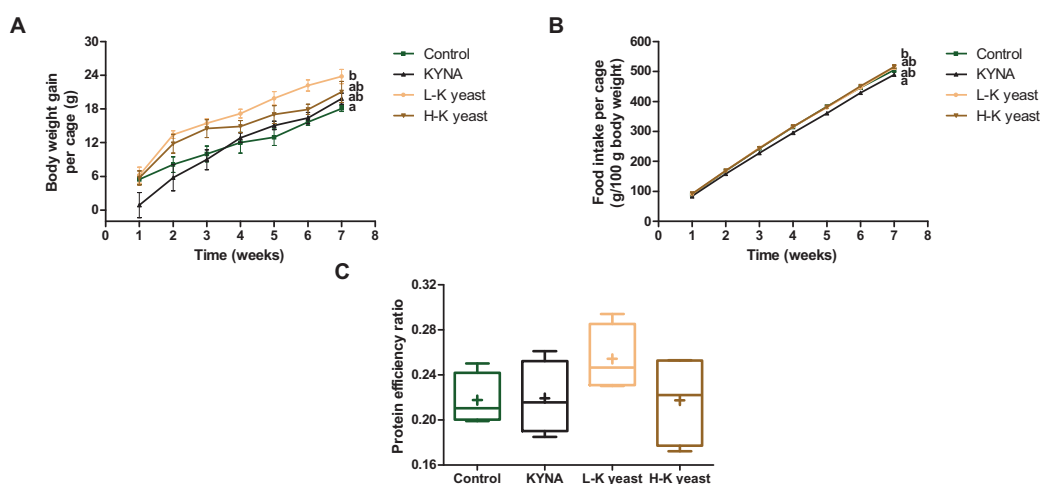 A
Body weight gain
per cage (g)
30
24
18
12
6
0
b
ab
ab
a
Control
KYNA
L-K yeast
H-K yeast
0 1 2 3 4 5 6 7 8
Time (weeks)
B
Food intake per cage
(g/100 g body weight)
600
500
400
300
200
100
0
b
ab
ab
a
Control
KYNA
L-K yeast
H-K yeast
0 1 2 3 4 5 6 7 8
Time (weeks)
C
Protein efficiency ratio
0.32
0.28
0.24
0.20
0.16
Control KYNA L-K yeast H-K yeast